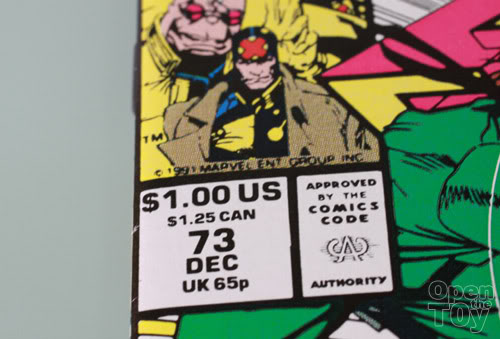 TM
© 1991 MARVEL ENT GROUP INC
$1.00 US
$1.25 CAN
73
DEC
UK 65p
APPROVED
BY THE
COMICS
CODE
AUTHORITY
Open
the
Toy